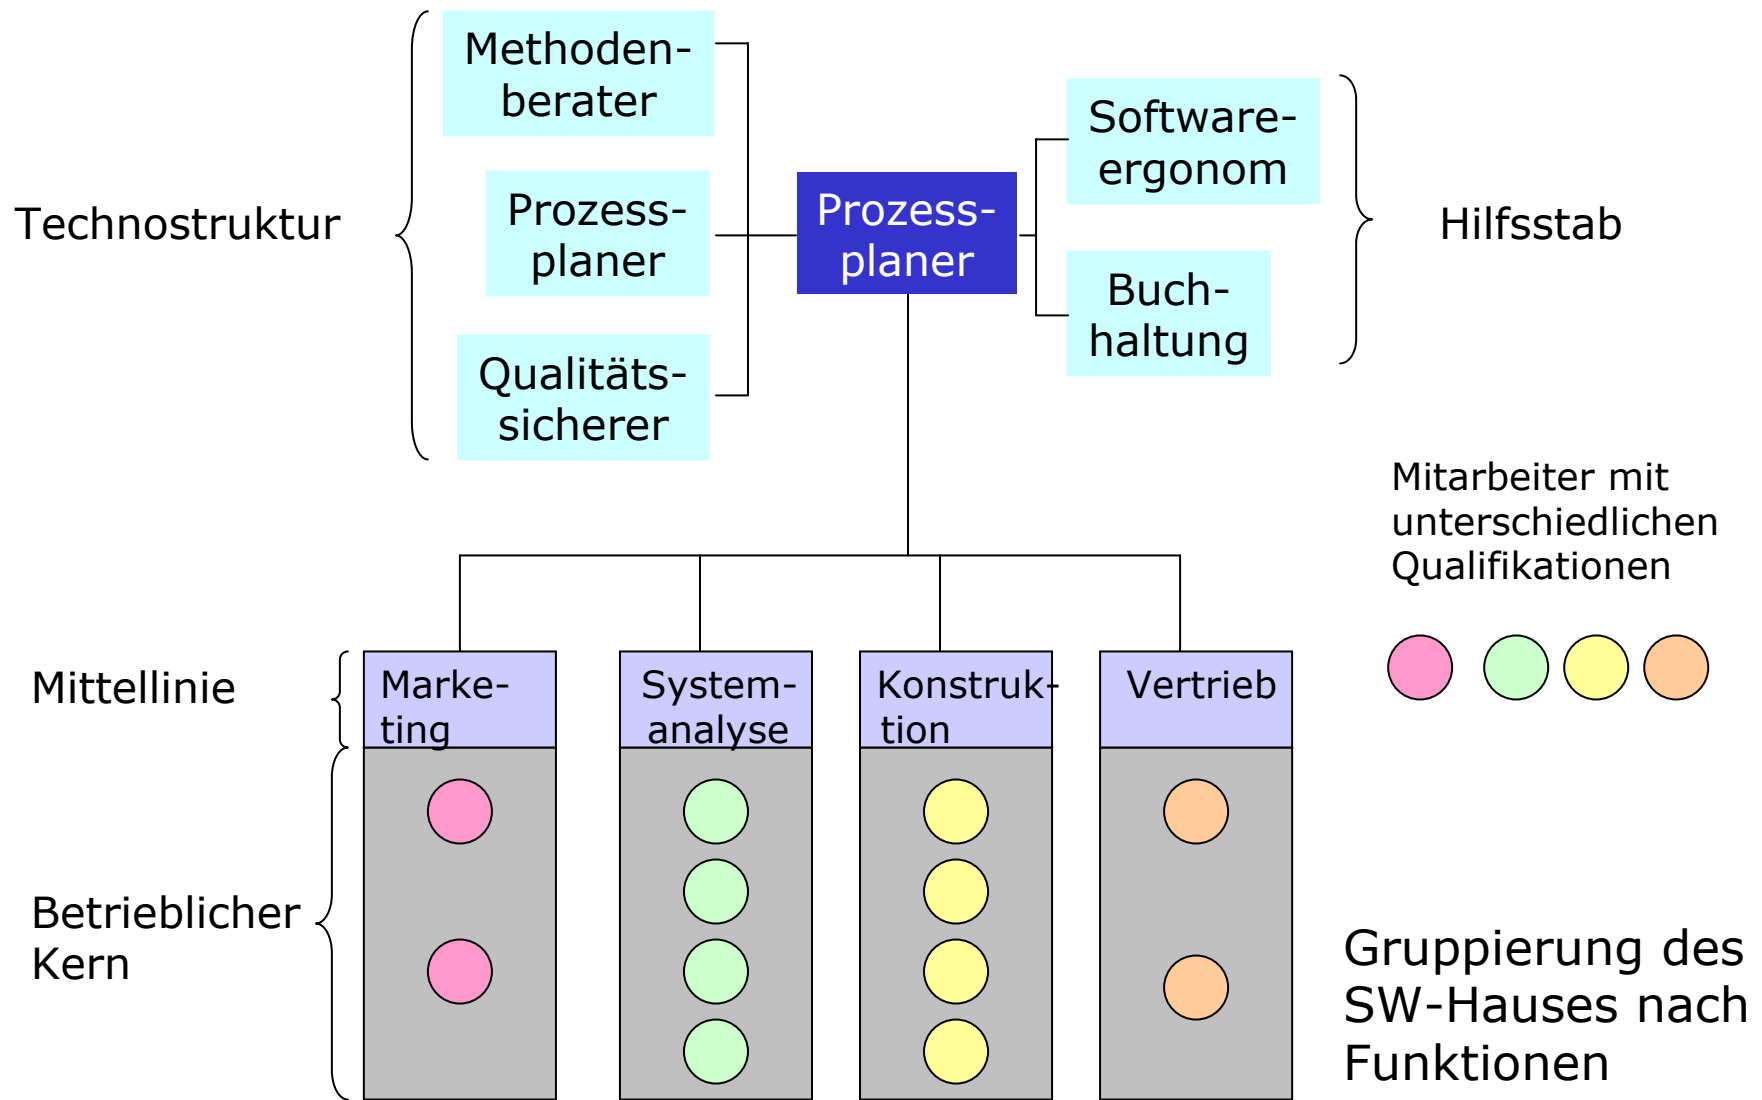 Methoden-
berater
Software-
ergonom
Technostruktur
Prozess-
planer
Prozess-
planer
Hilfsstab
Buch-
haltung
Qualitäts-
sicherer
Mitarbeiter mit
unterschiedlichen
Qualifikationen
Mittellinie
Marke-
ting
System-
analyse
Konstruk-
tion
Vertrieb
Betrieblicher
Kern
Gruppierung des
SW-Hauses nach
Funktionen